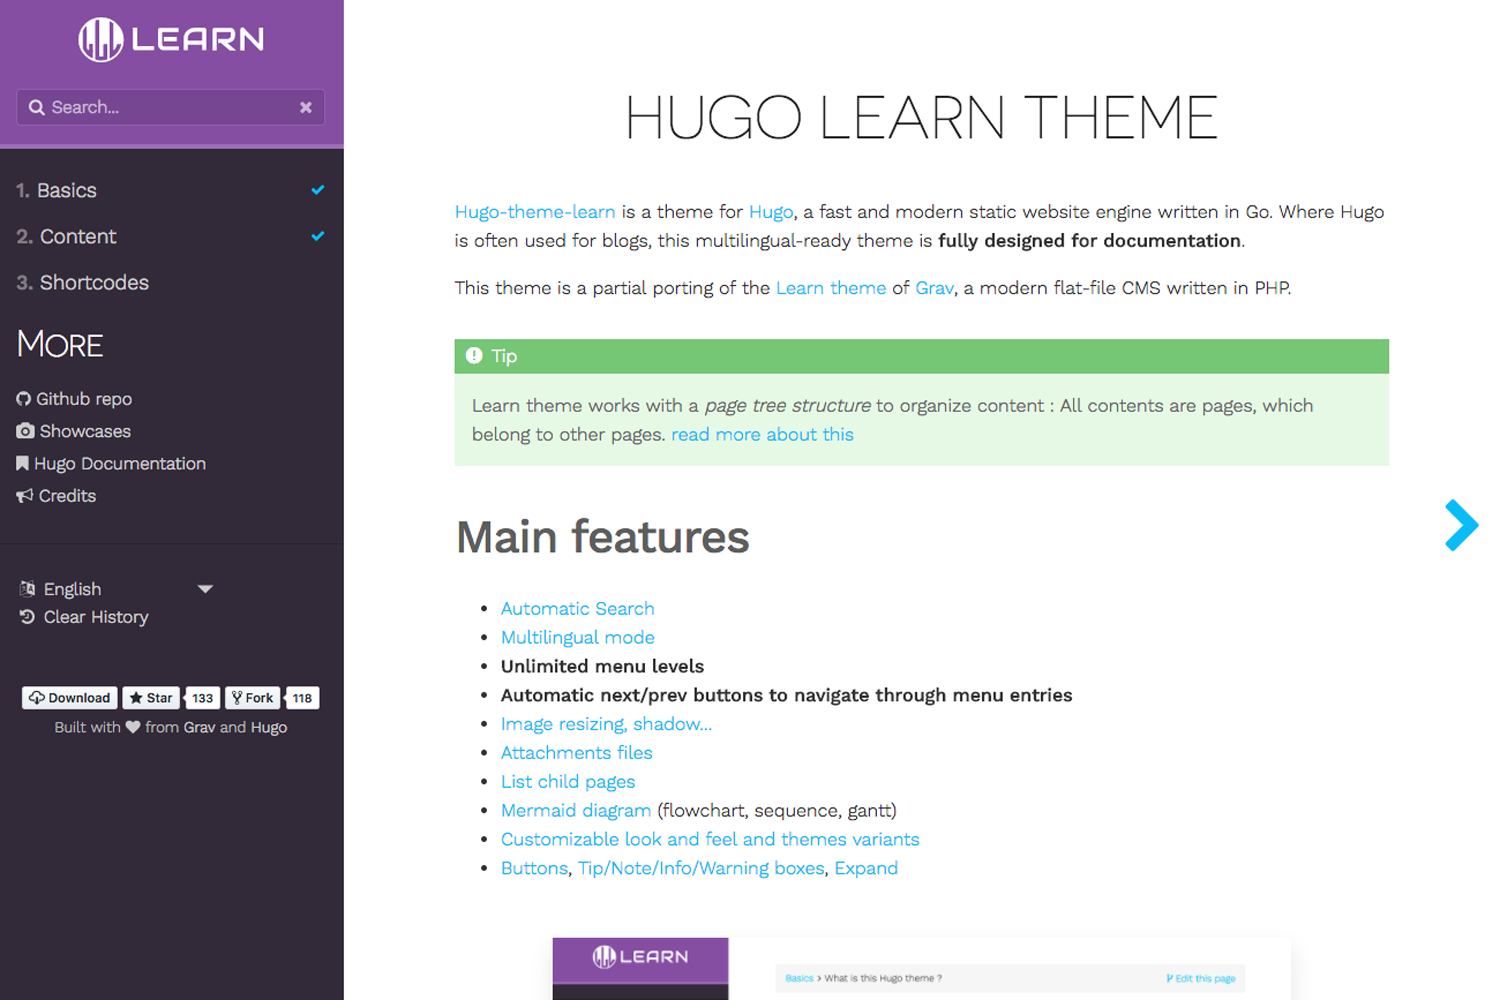 LEARN
Search...
1. Basics
2. Content
3. Shortcodes
MORE
Github repo
Showcases
Hugo Documentation
Credits
English
Clear History
Download Star 133 Fork 118
Built with from Grav and Hugo
HUGO LEARN THEME
Hugo-theme-learn is a theme for Hugo, a fast and modern static website engine written in Go. Where Hugo
is often used for blogs, this multilingual-ready theme is fully designed for documentation.
This theme is a partial porting of the Learn theme of Grav, a modern flat-file CMS written in PHP.
Tip
Learn theme works with a page tree structure to organize content : All contents are pages, which
belong to other pages. read more about this
Main features
• Automatic Search
• Multilingual mode
• Unlimited menu levels
• Automatic next/prev buttons to navigate through menu entries
• Image resizing, shadow...
• Attachments files
• List child pages
• Mermaid diagram (flowchart, sequence, gantt)
• Customizable look and feel and themes variants
• Buttons, Tip/Note/Info/Warning boxes, Expand
LEARN
Basics > What is this Hugo theme ? Edit this page